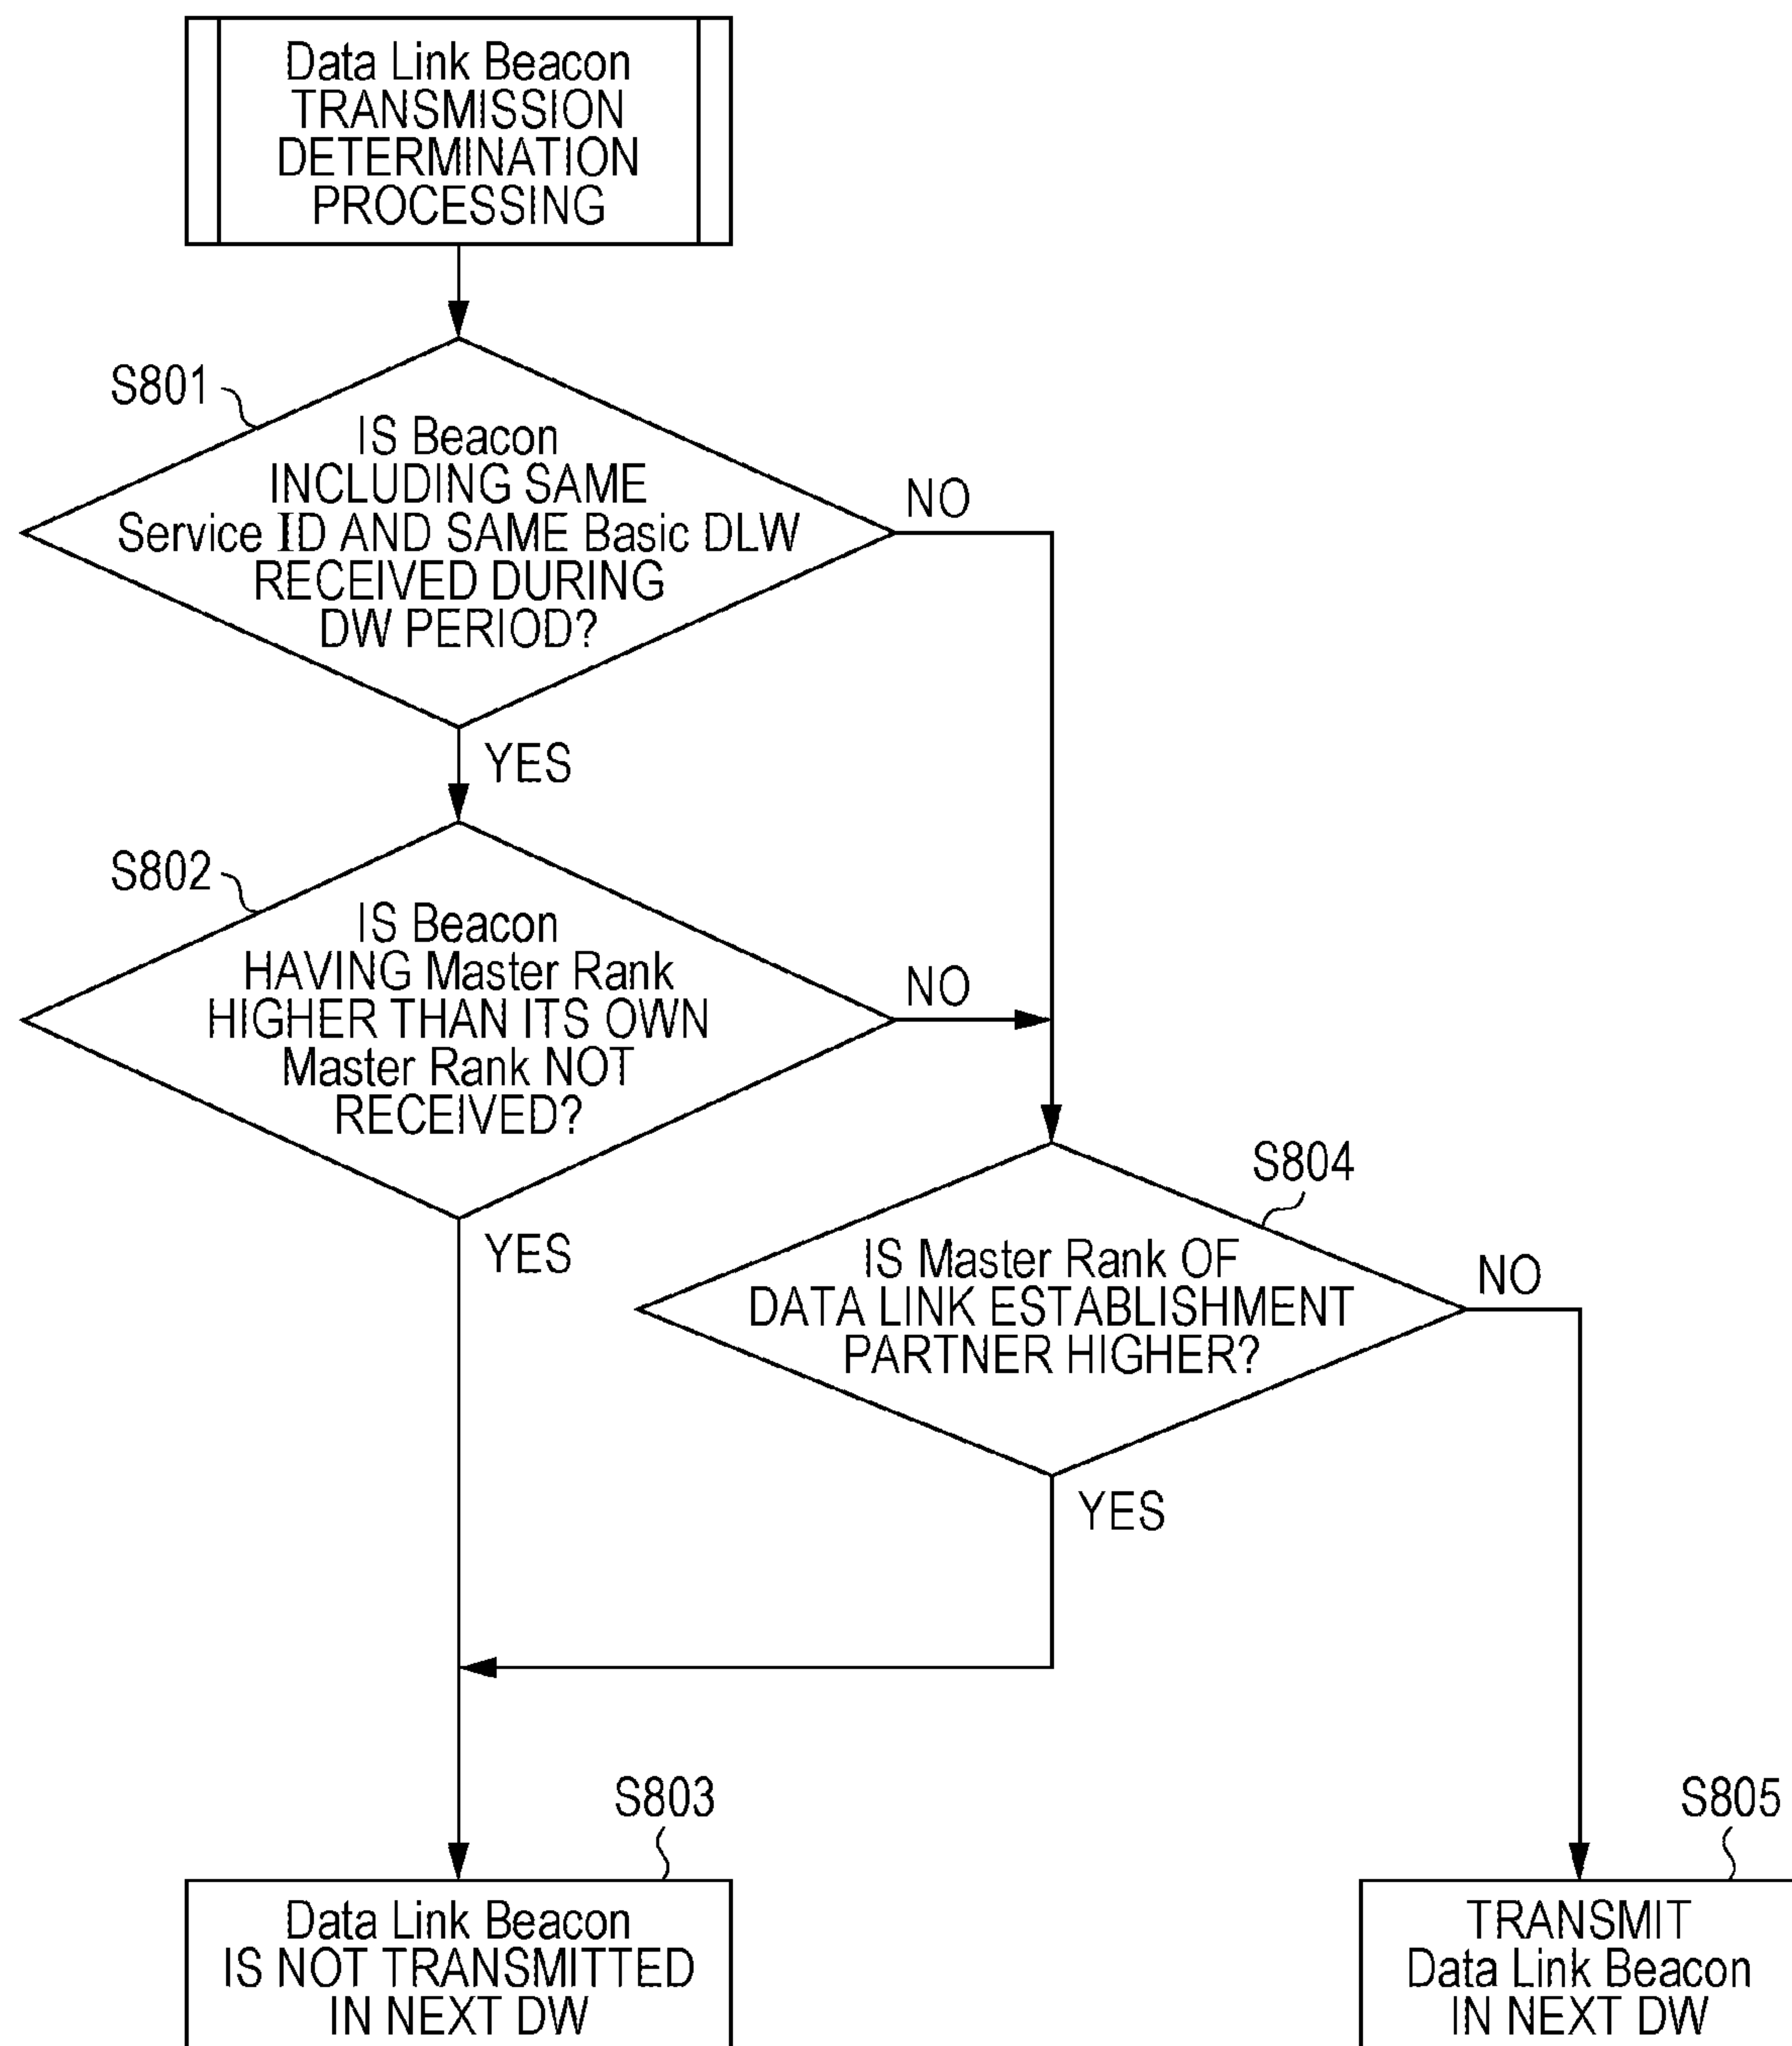 Data Link Beacon
TRANSMISSION
DETERMINATION
PROCESSING
S801
IS Beacon
INCLUDING SAME
Service ID AND SAME Basic DLW
RECEIVED DURING
DW PERIOD?
NO
YES
S802
IS Beacon
HAVING Master Rank
HIGHER THAN ITS OWN
Master Rank NOT
RECEIVED?
NO
YES
S804
IS Master Rank OF
DATA LINK ESTABLISHMENT
PARTNER HIGHER?
NO
YES
S803
Data Link Beacon
IS NOT TRANSMITTED
IN NEXT DW
S805
TRANSMIT
Data Link Beacon
IN NEXT DW